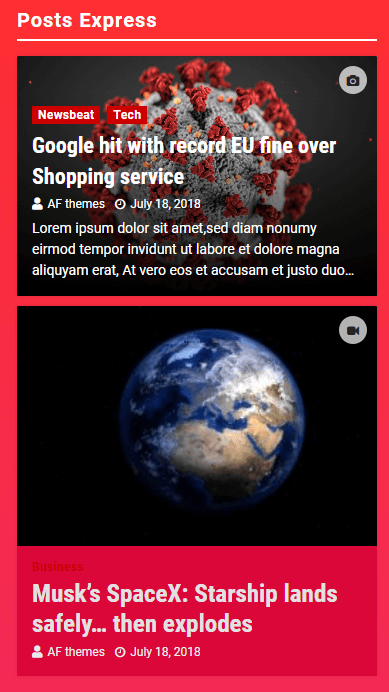 Posts Express
Newsbeat Tech
Google hit with record EU fine over
Shopping service
AF themes July 18, 2018
Lorem ipsum dolor sit amet,sed diam nonumy
eirmod tempor invidunt ut labore et dolore magna
aliquyam erat, At vero eos et accusam et justo duo…
Business
Musk’s SpaceX: Starship lands
safely… then explodes
AF themes July 18, 2018